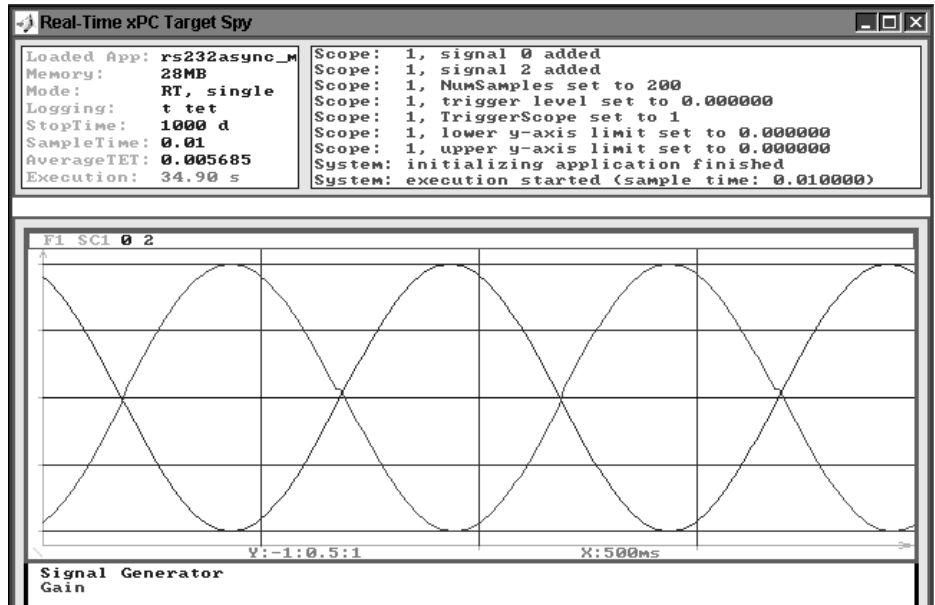 Real-Time xPC Target Spy
Loaded App: rs232async_m
Memory: 28MB
Mode: RT, single
Logging: t tet
StopTime: 1000 d
SampleTime: 0.01
AverageTET: 0.005685
Execution: 34.90 s
Scope: 1, signal 0 added
Scope: 1, signal 2 added
Scope: 1, NumSamples set to 200
Scope: 1, trigger level set to 0.000000
Scope: 1, TriggerScope set to 1
Scope: 1, lower y-axis limit set to 0.000000
Scope: 1, upper y-axis limit set to 0.000000
System: initializing application finished
System: execution started (sample time: 0.010000)
F1 SC1 0 2
Y:-1:0.5:1 X:500ms
Signal Generator
Gain